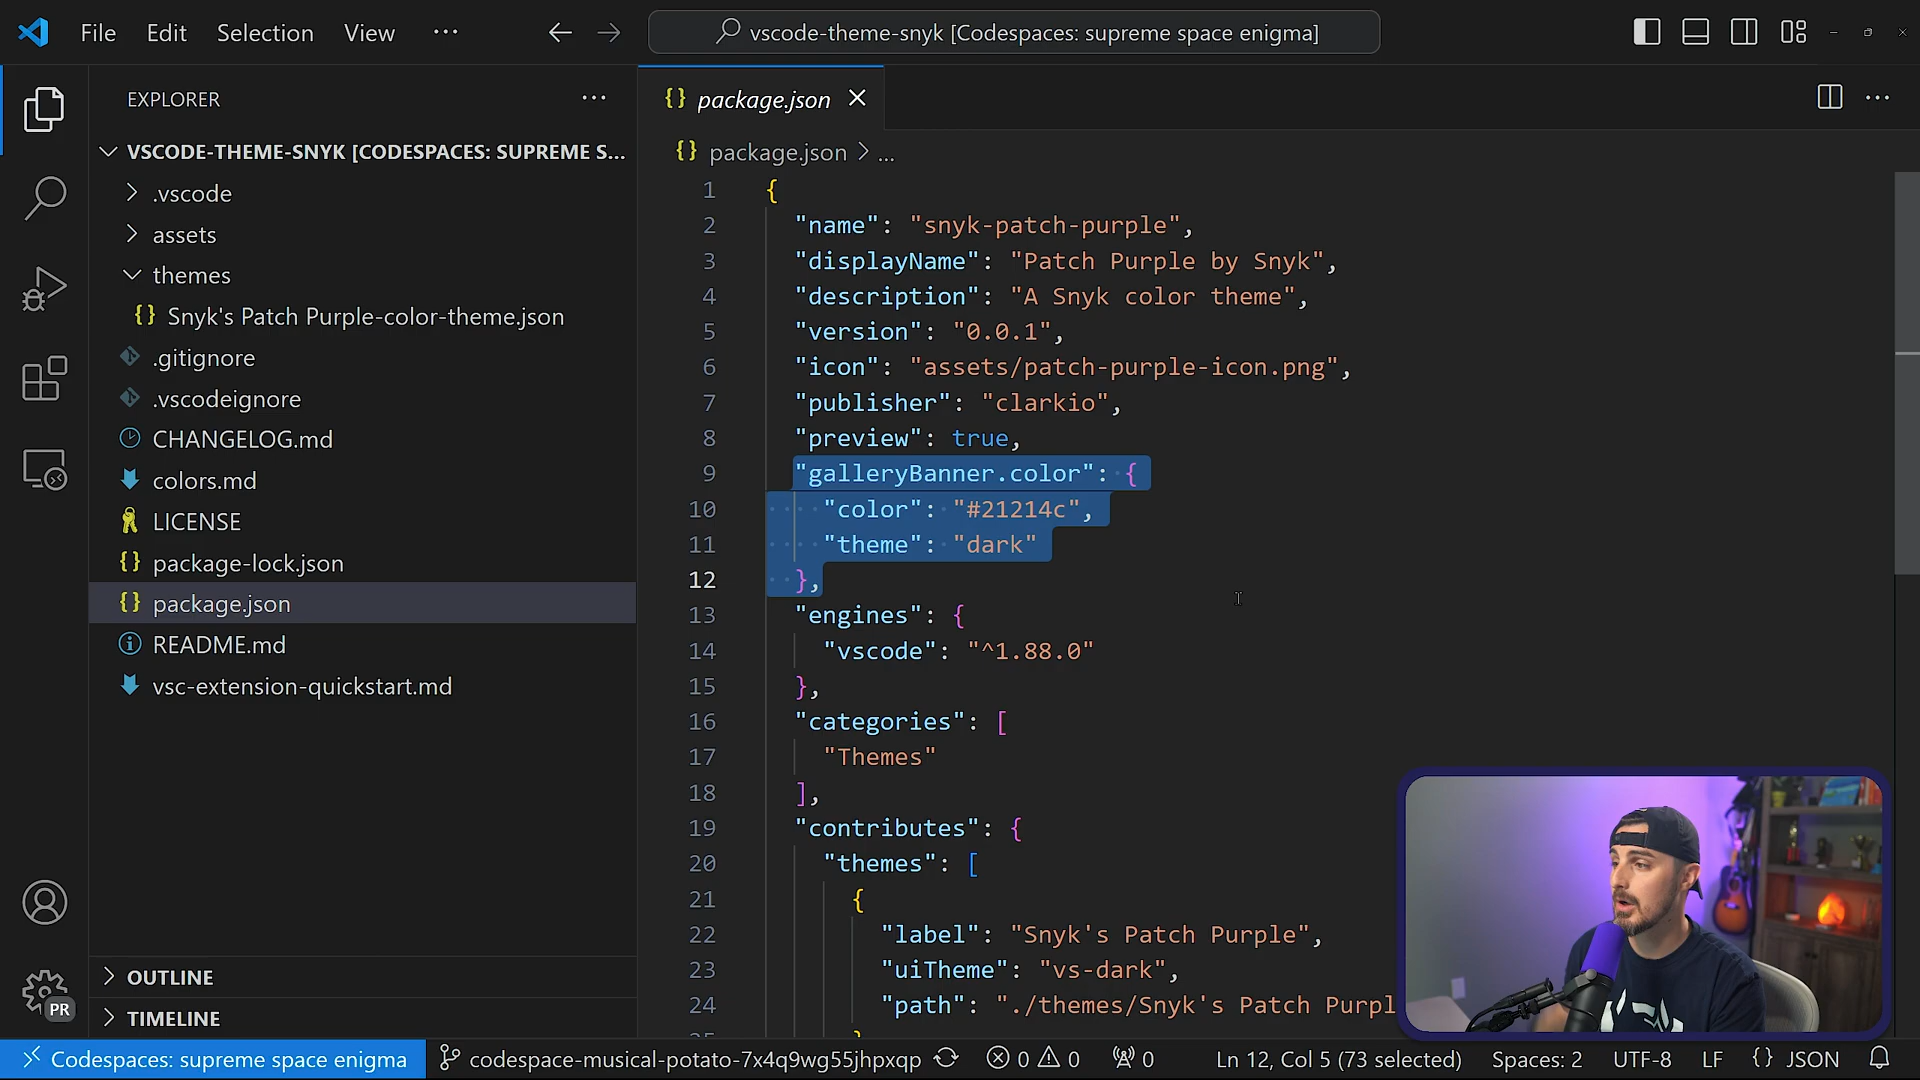 File Edit Selection View ...
vscode-theme-snyk [Codespaces: supreme space enigma]
EXPLORER
VSCODE-THEME-SNYK [CODESPACES: SUPREME S...
.vscode
assets
themes
Snyk's Patch Purple-color-theme.json
.gitignore
.vscodeignore
CHANGELOG.md
colors.md
LICENSE
package-lock.json
package.json
README.md
vsc-extension-quickstart.md
OUTLINE
TIMELINE
PR
{} package.json
{} package.json > ...
1 {
2 "name": "snyk-patch-purple",
3 "displayName": "Patch Purple by Snyk",
4 "description": "A Snyk color theme",
5 "version": "0.0.1",
6 "icon": "assets/patch-purple-icon.png",
7 "publisher": "clarkio",
8 "preview": true,
9 "galleryBanner.color": {
10 "color": "#21214c",
11 "theme": "dark"
12 },
13 "engines": {
14 "vscode": "^1.88.0"
15 },
16 "categories": [
17 "Themes"
18 ],
19 "contributes": {
20 "themes": [
21 {
22 "label": "Snyk's Patch Purple",
23 "uiTheme": "vs-dark",
24 "path": "./themes/Snyk's Patch Purpl
Codespaces: supreme space enigma codespace-musical-potato-7x4q9wg55jhpxqp 0 0 0 Ln 12, Col 5 (73 selected) Spaces: 2 UTF-8 LF {} JSON